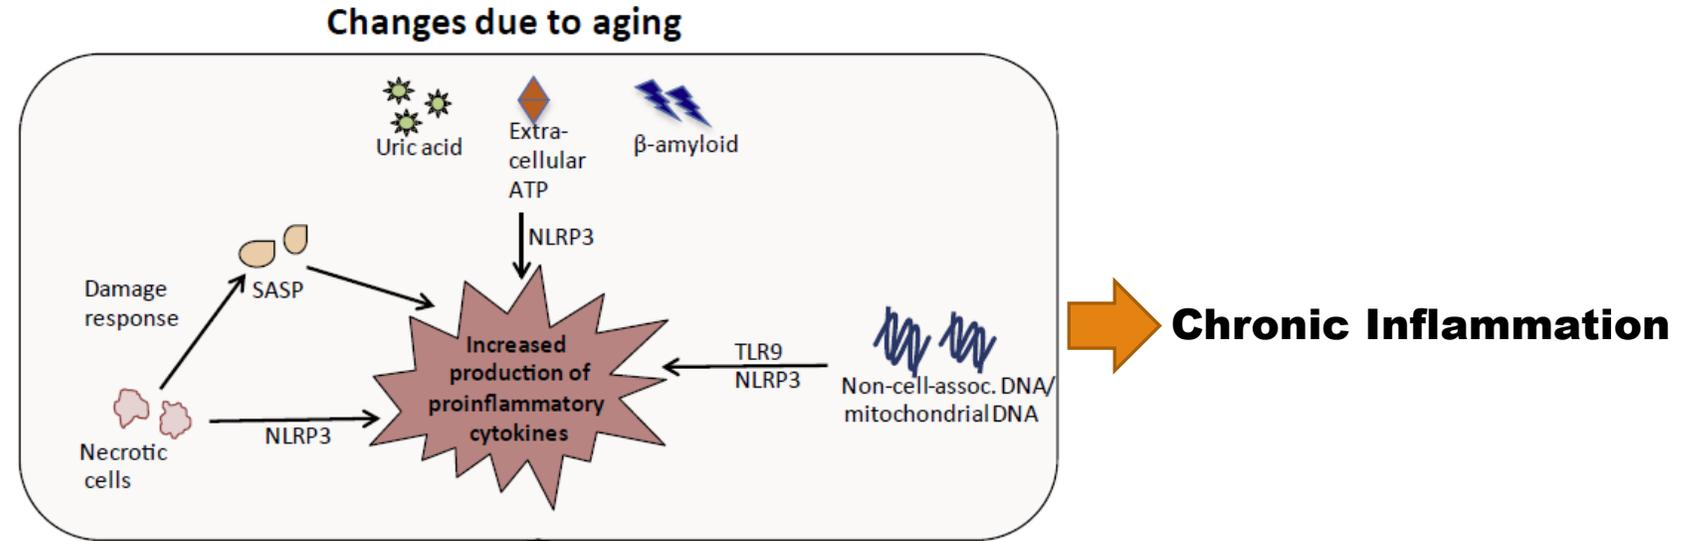 Changes due to aging
Uric acid
Extra-
cellular
ATP
β-amyloid
NLRP3
Damage
response
SASP
Increased
production of
proinflammatory
cytokines
TLR9
NLRP3
Non-cell-assoc. DNA/
mitochondrial DNA
NLRP3
Necrotic
cells
Chronic Inflammation